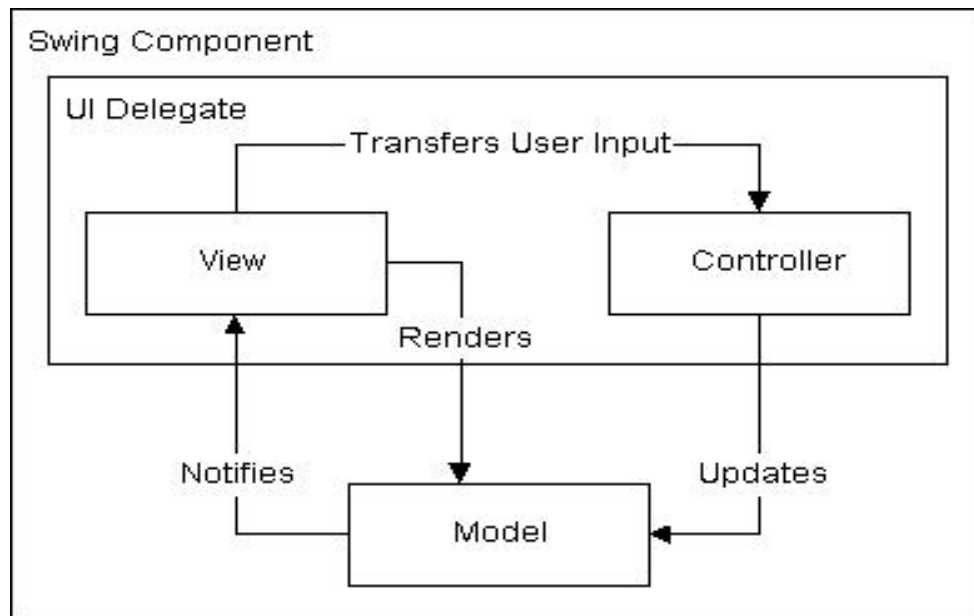 Swing Component
UI Delegate
Transfers User Input
View
Controller
Renders
Notifies
Updates
Model